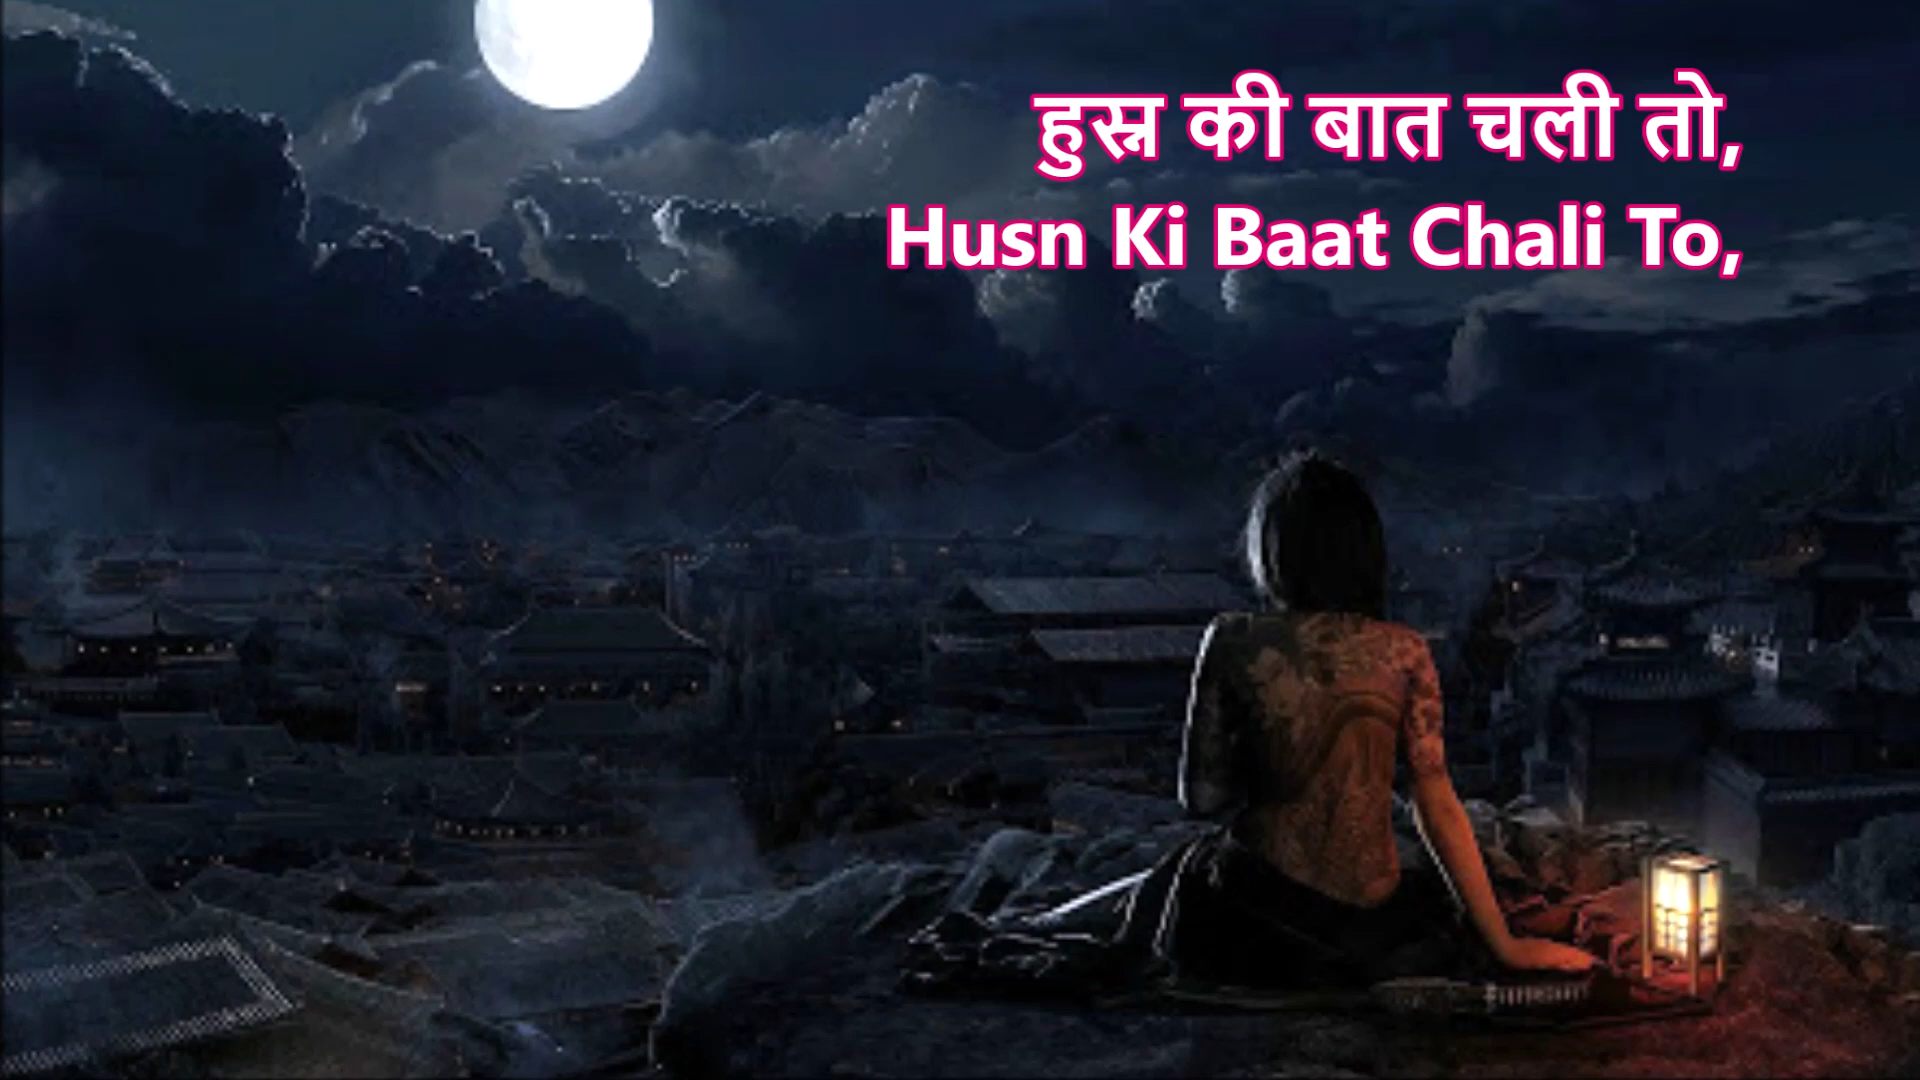 हुस्न की बात चली तो,
Husn Ki Baat Chali To,